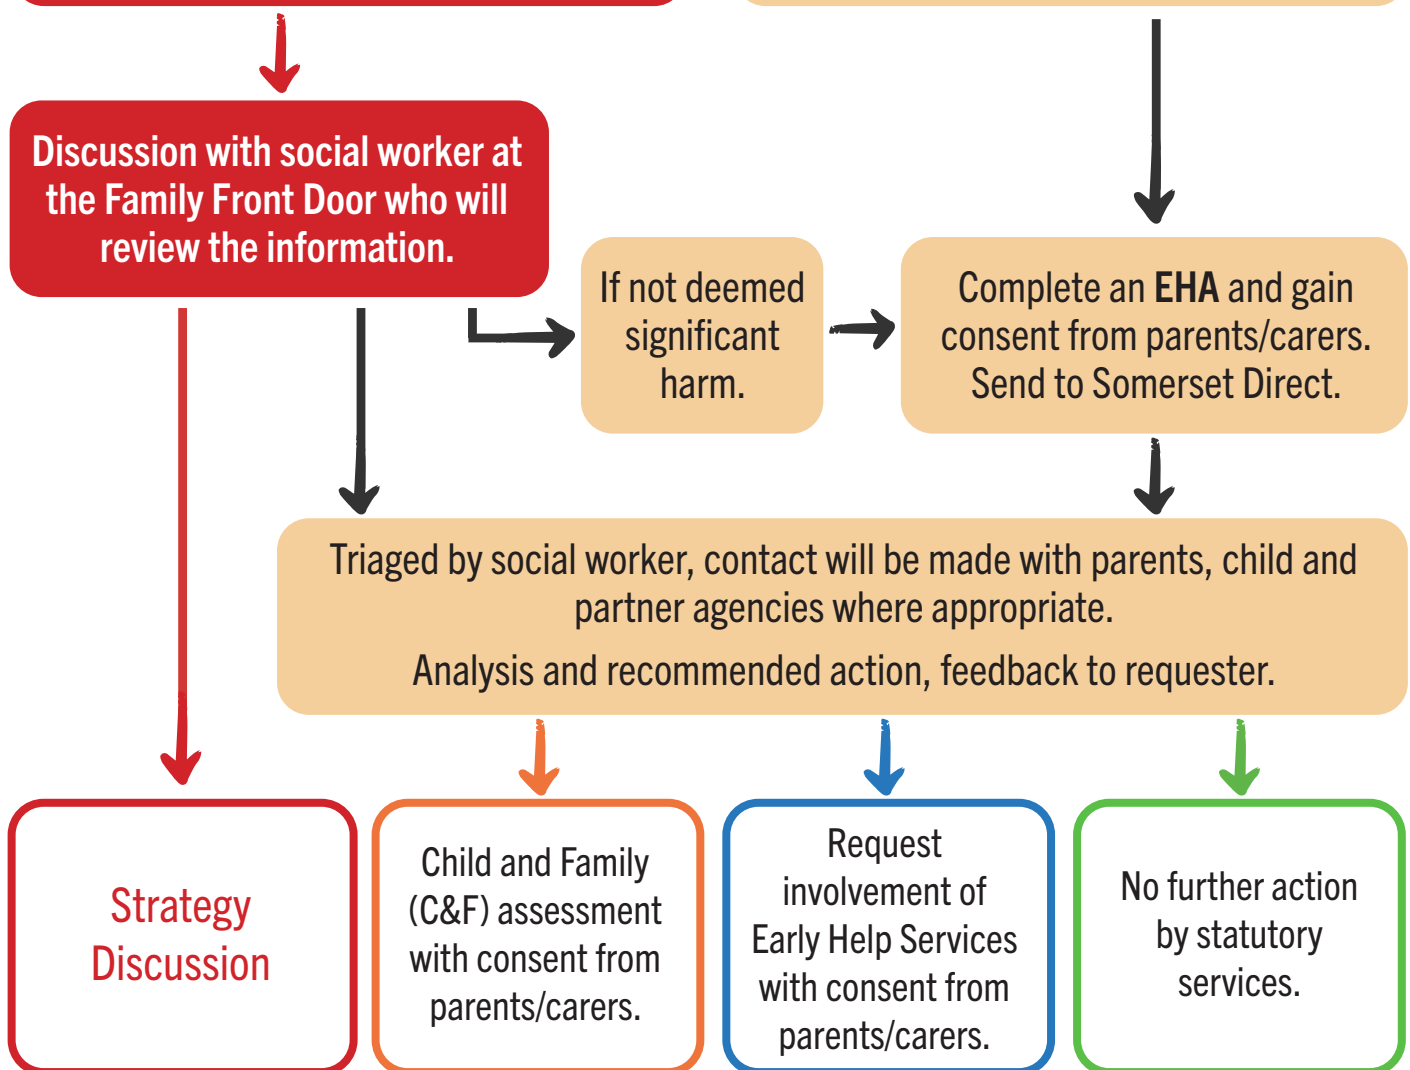 Discussion with social worker at
the Family Front Door who will
review the information.
If not deemed
significant
harm.
Complete an EHA and gain
consent from parents/carers.
Send to Somerset Direct.
Triaged by social worker, contact will be made with parents, child and
partner agencies where appropriate.
Analysis and recommended action, feedback to requester.
Strategy
Discussion
Child and Family
(C&F) assessment
with consent from
parents/carers.
Request
involvement of
Early Help Services
with consent from
parents/carers.
No further action
by statutory
services.